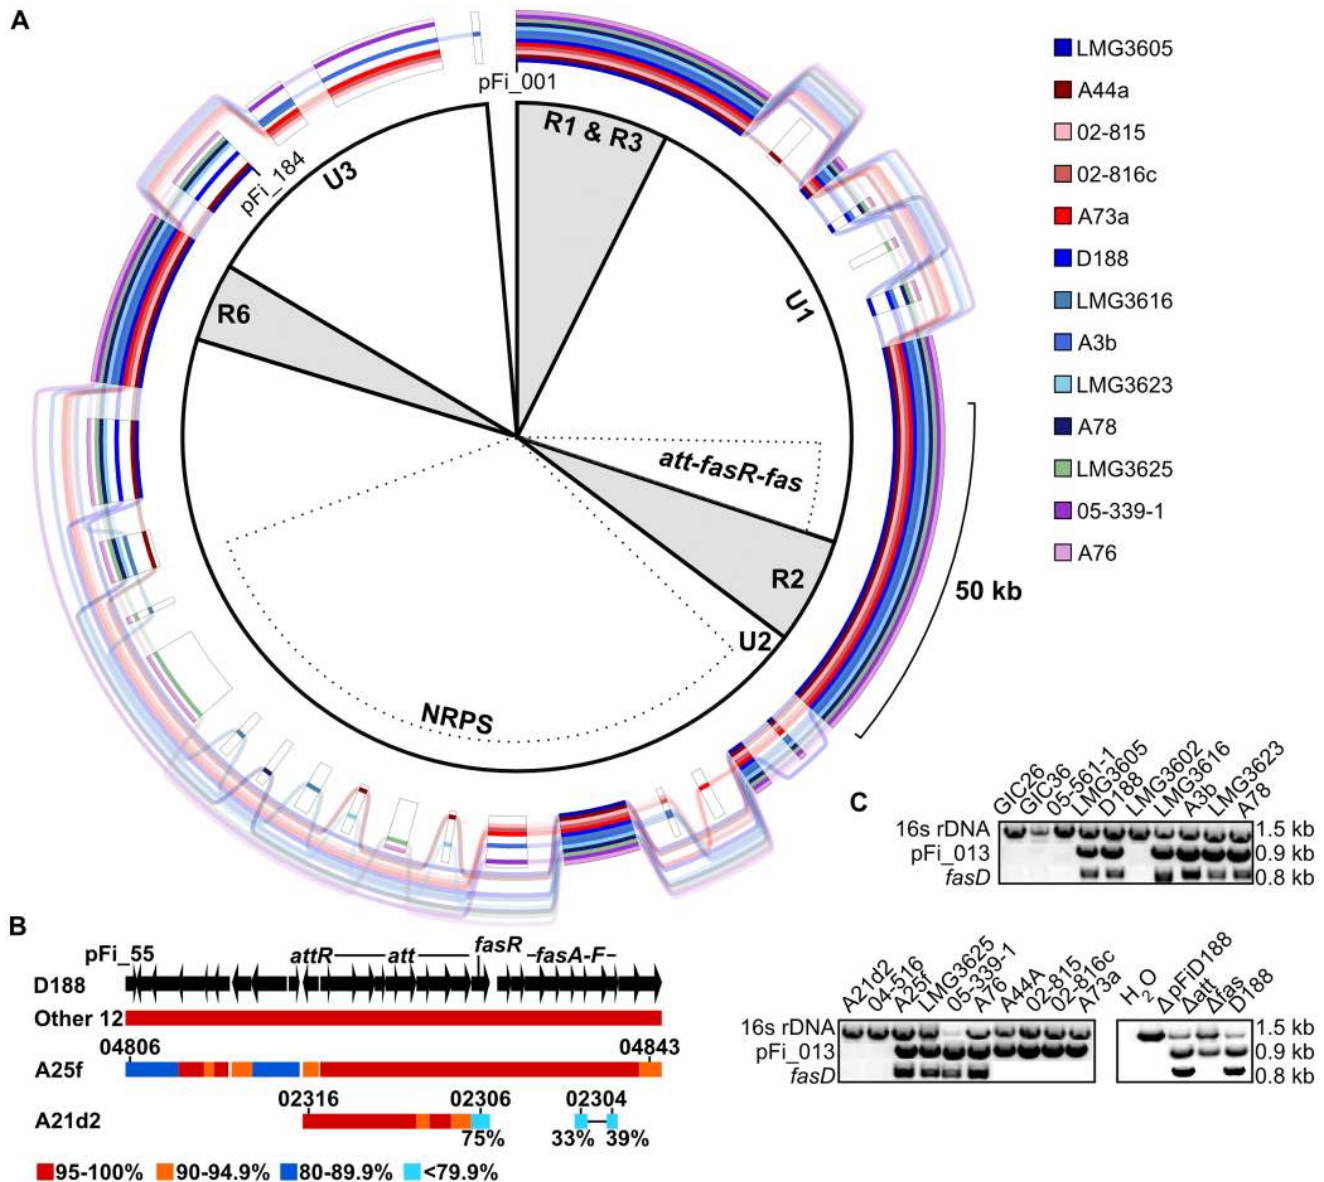 A
pFi_001
R1 & R3
U1
att-fasR-fas
R2
U2
NRPS
R6
U3
pFi_184
50 kb
LMG3605
A44a
02-815
02-816c
A73a
D188
LMG3616
A3b
LMG3623
A78
LMG3625
05-339-1
A76
B
pFi_55 attR att fasR fasA-F
D188
Other 12
04806 04843
A25f
02316 02306 02304
A21d2
75% 33% 39%
95-100% 90-94.9% 80-89.9% <79.9%
C
GIC26 GIC36 05-561-1 LMG3605 D188 LMG3602 LMG3616 A3b LMG3623 A78
16s rDNA 1.5 kb
pFi_013 0.9 kb
fasD 0.8 kb
A21d2 04-516 A25f LMG3625 05-339-1 A76 A44A 02-815 02-816c A73a H2O ΔpFiD188 Δatt Δfas D188
16s rDNA 1.5 kb
pFi_013 0.9 kb
fasD 0.8 kb